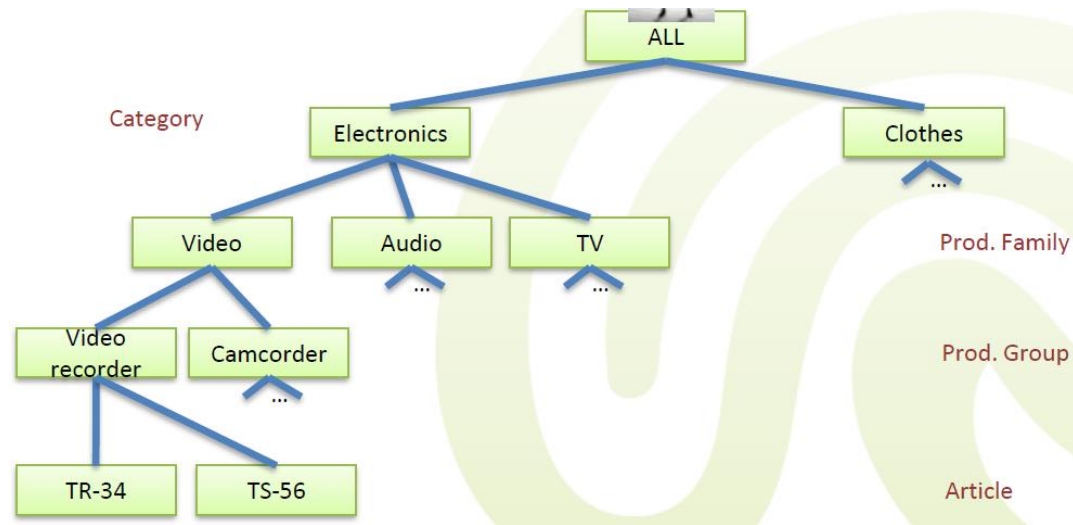 ALL
Category
Electronics
Clothes
...
Video
Audio
TV
Prod. Family
...
...
Video
recorder
Camcorder
Prod. Group
...
TR-34
TS-56
Article